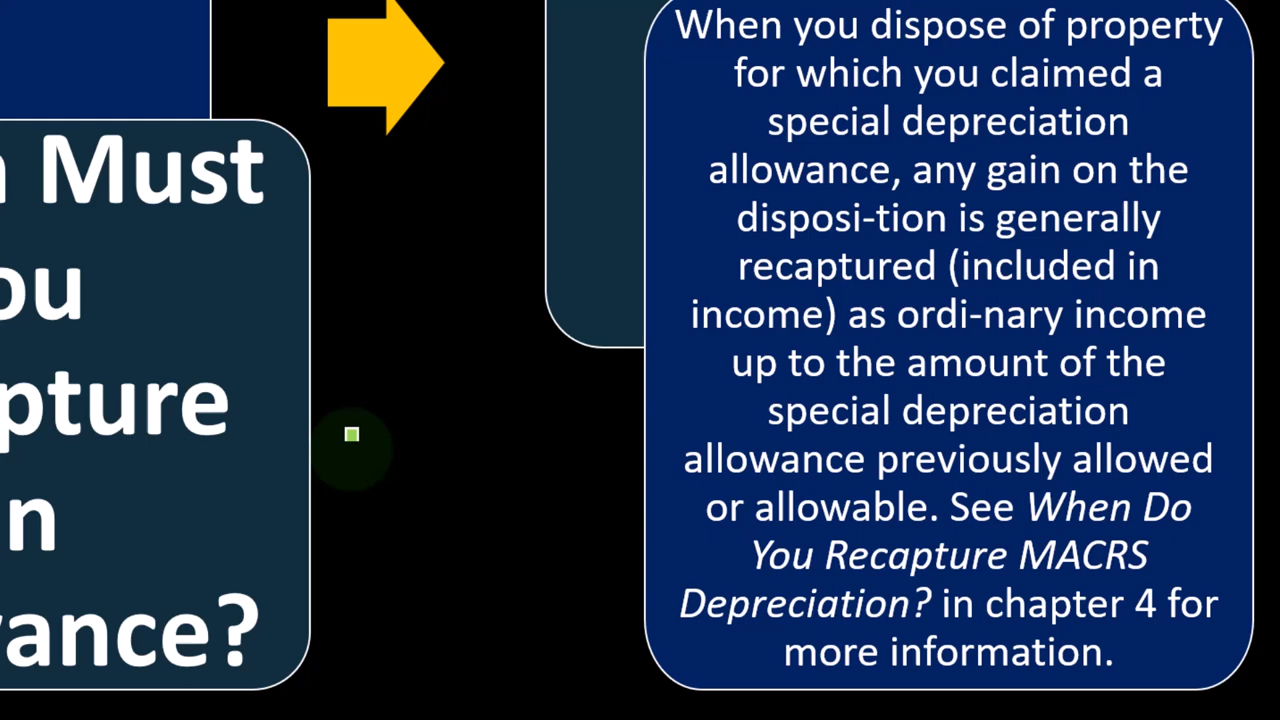 Must
ou
pture
n
ance?
When you dispose of property
for which you claimed a
special depreciation
allowance, any gain on the
disposi-tion is generally
recaptured (included in
income) as ordi-nary income
up to the amount of the
special depreciation
allowance previously allowed
or allowable. See When Do
You Recapture MACRS
Depreciation? in chapter 4 for
more information.